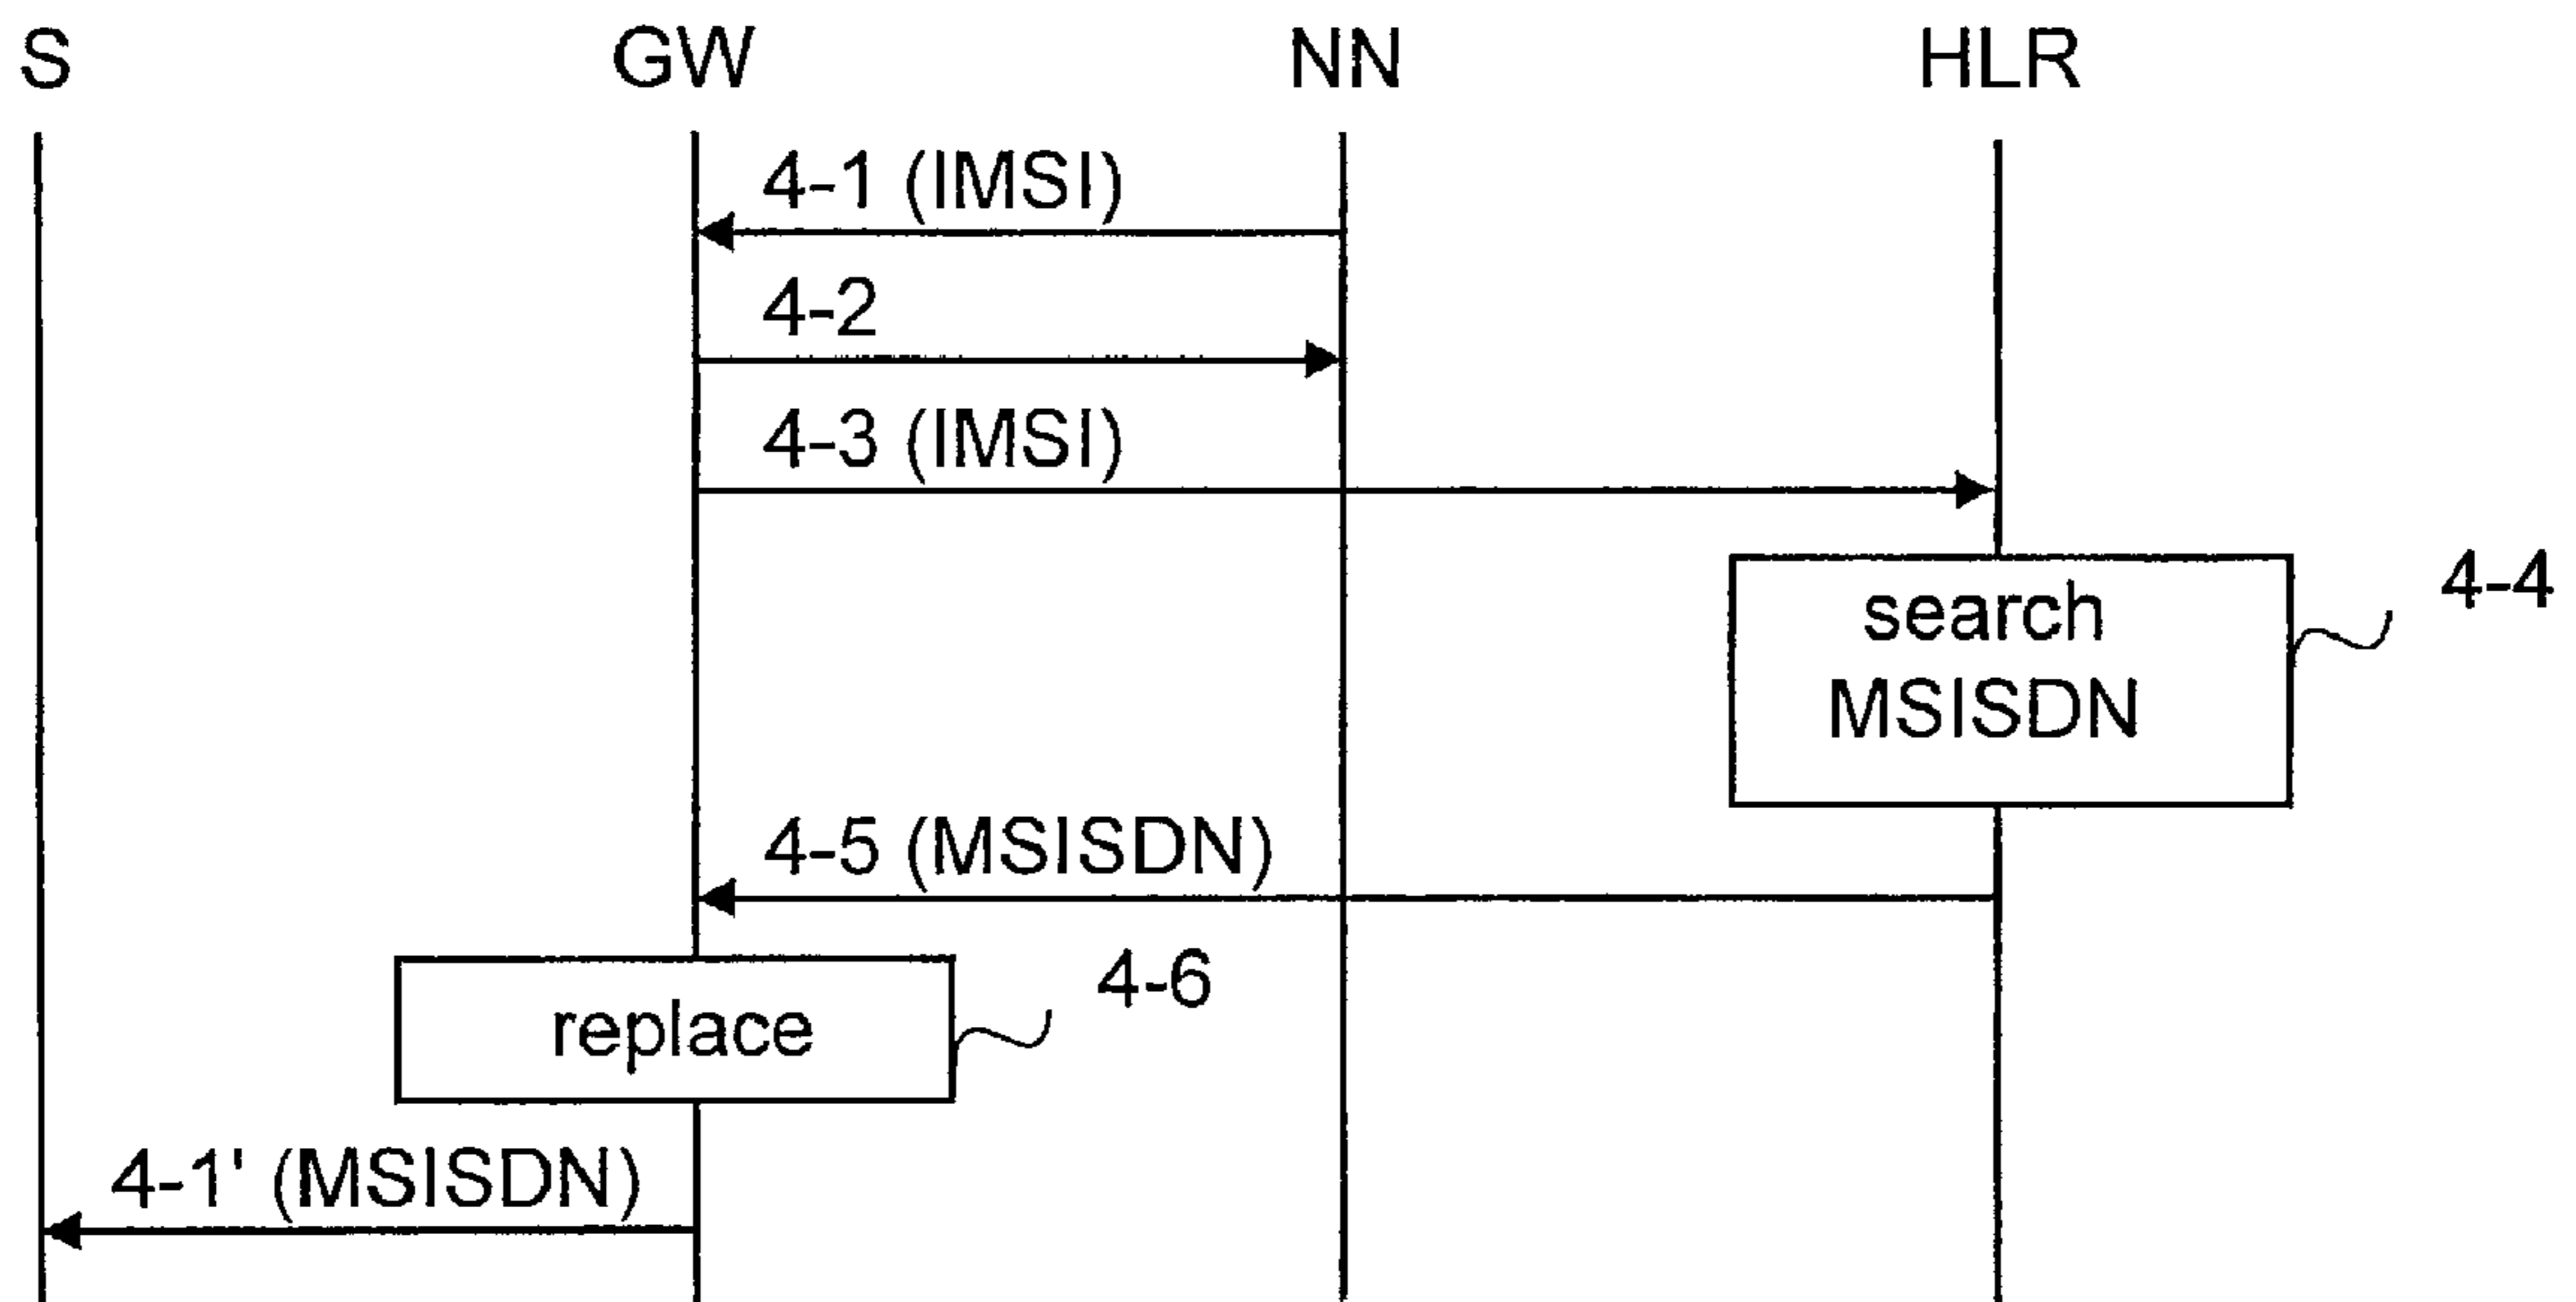 S GW NN HLR
4-1 (IMSI)
4-2
4-3 (IMSI)
search
MSISDN
4-4
4-5 (MSISDN)
replace
4-6
4-1' (MSISDN)